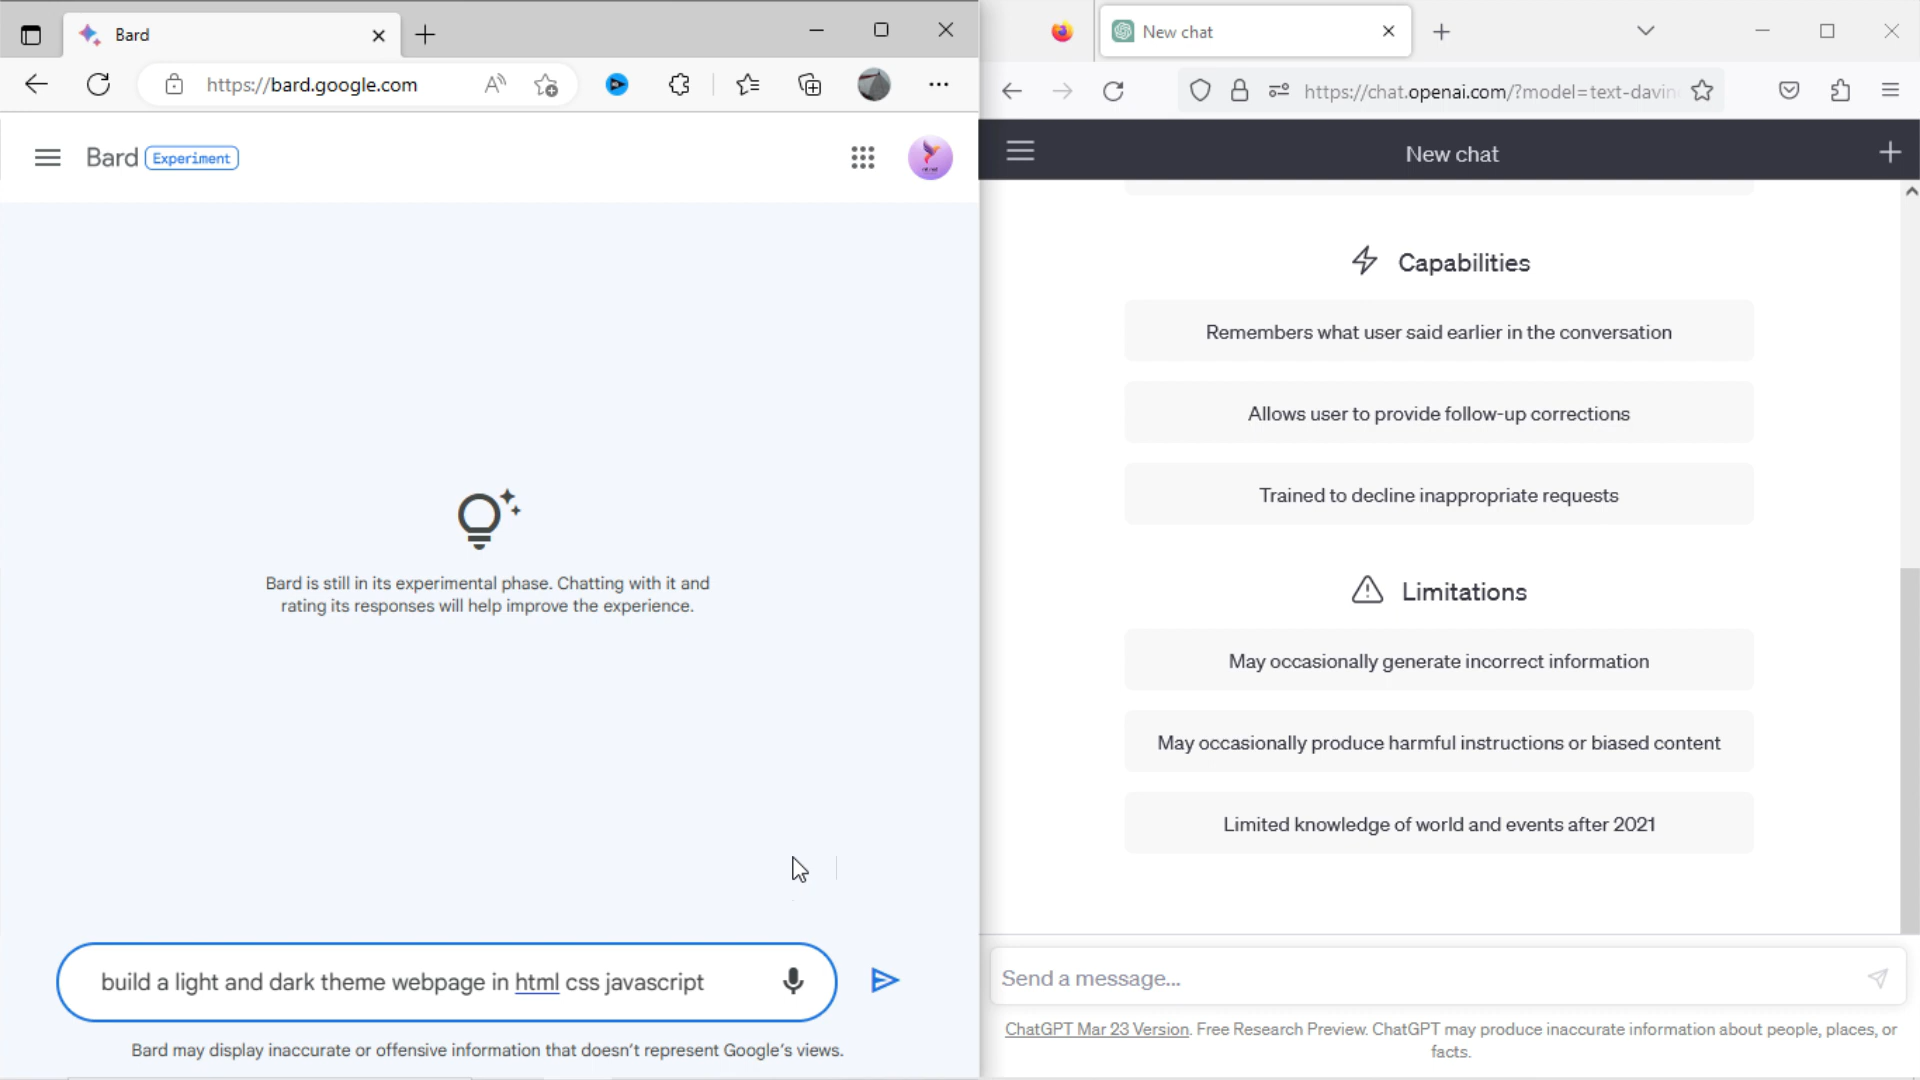 Bard
https://bard.google.com
Bard Experiment
Bard is still in its experimental phase. Chatting with it and
rating its responses will help improve the experience.
build a light and dark theme webpage in html css javascript
Bard may display inaccurate or offensive information that doesn't represent Google's views.
New chat
https://chat.openai.com/?model=text-davin
New chat
Capabilities
Remembers what user said earlier in the conversation
Allows user to provide follow-up corrections
Trained to decline inappropriate requests
Limitations
May occasionally generate incorrect information
May occasionally produce harmful instructions or biased content
Limited knowledge of world and events after 2021
Send a message...
ChatGPT Mar 23 Version. Free Research Preview. ChatGPT may produce inaccurate information about people, places, or
facts.